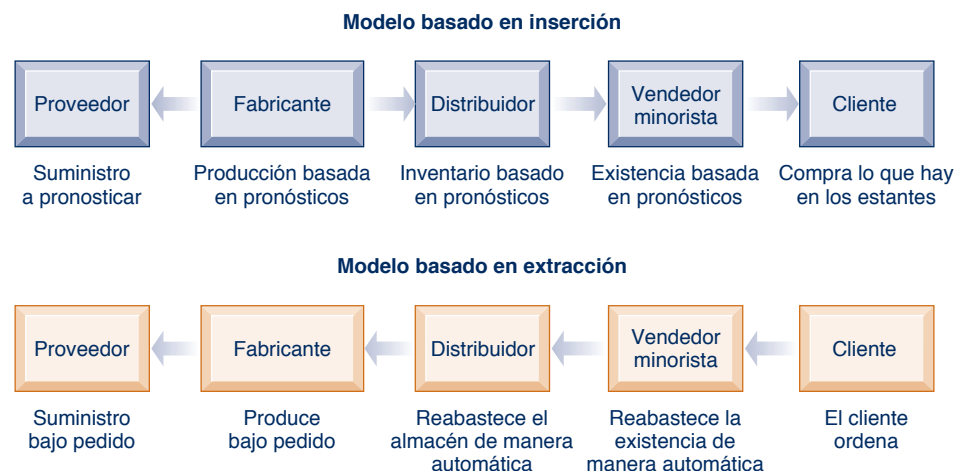 Modelo basado en inserción
Proveedor
Fabricante
Distribuidor
Vendedor
minorista
Cliente
Suministro
a pronosticar
Producción basada
en pronósticos
Inventario basado
en pronósticos
Existencia basada
en pronósticos
Compra lo que hay
en los estantes
Modelo basado en extracción
Proveedor
Fabricante
Distribuidor
Vendedor
minorista
Cliente
Suministro
bajo pedido
Produce
bajo pedido
Reabastece el
almacén de manera
automática
Reabastece la
existencia de
manera automática
El cliente
ordena